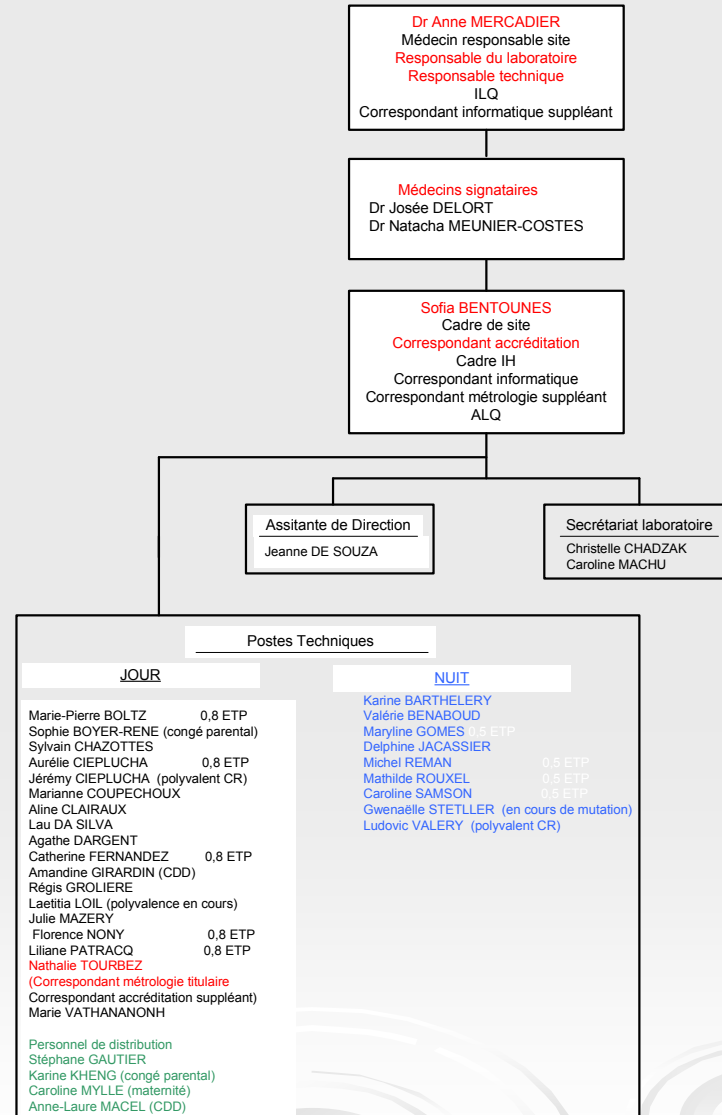 Dr Anne MERCADIER
Médecin responsable site
Responsable du laboratoire
Responsable technique
ILQ
Correspondant informatique suppléant
Médecins signataires
Dr Josée DELORT
Dr Natacha MEUNIER-COSTES
Sofia BENTOUNES
Cadre de site
Correspondant accréditation
Cadre IH
Correspondant informatique
Correspondant métrologie suppléant
ALQ
Assitante de Direction
Jeanne DE SOUZA
Secrétariat laboratoire
Christelle CHADZAK
Caroline MACHU
Postes Techniques
JOUR
Marie-Pierre BOLTZ 0,8 ETP
Sophie BOYER-RENE (congé parental)
Sylvain CHAZOTTES
Aurélie CIEPLUCHA 0,8 ETP
Jérémy CIEPLUCHA (polyvalent CR)
Marianne COUPECHOUX
Aline CLAIRAUX
Lau DA SILVA
Agathe DARGENT
Catherine FERNANDEZ 0,8 ETP
Amandine GIRARDIN (CDD)
Régis GROLIERE
Laetitia LOIL (polyvalence en cours)
Julie MAZERY
Florence NONY 0,8 ETP
Liliane PATRACQ 0,8 ETP
Nathalie TOURBEZ
(Correspondant métrologie titulaire
Correspondant accréditation suppléant)
Marie VATHANANONH
Personnel de distribution
Stéphane GAUTIER
Karine KHENG (congé parental)
Caroline MYLLE (maternité)
Anne-Laure MACEL (CDD)
NUIT
Karine BARTHELERY
Valérie BENABOUD
Maryline GOMES 0,5 ETP
Delphine JACASSIER
Michel REMAN 0,5 ETP
Mathilde ROUXEL 0,5 ETP
Caroline SAMSON 0,5 ETP
Gwenaëlle STETLLER (en cours de mutation)
Ludovic VALERY (polyvalent CR)